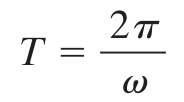 T = 2π / ω